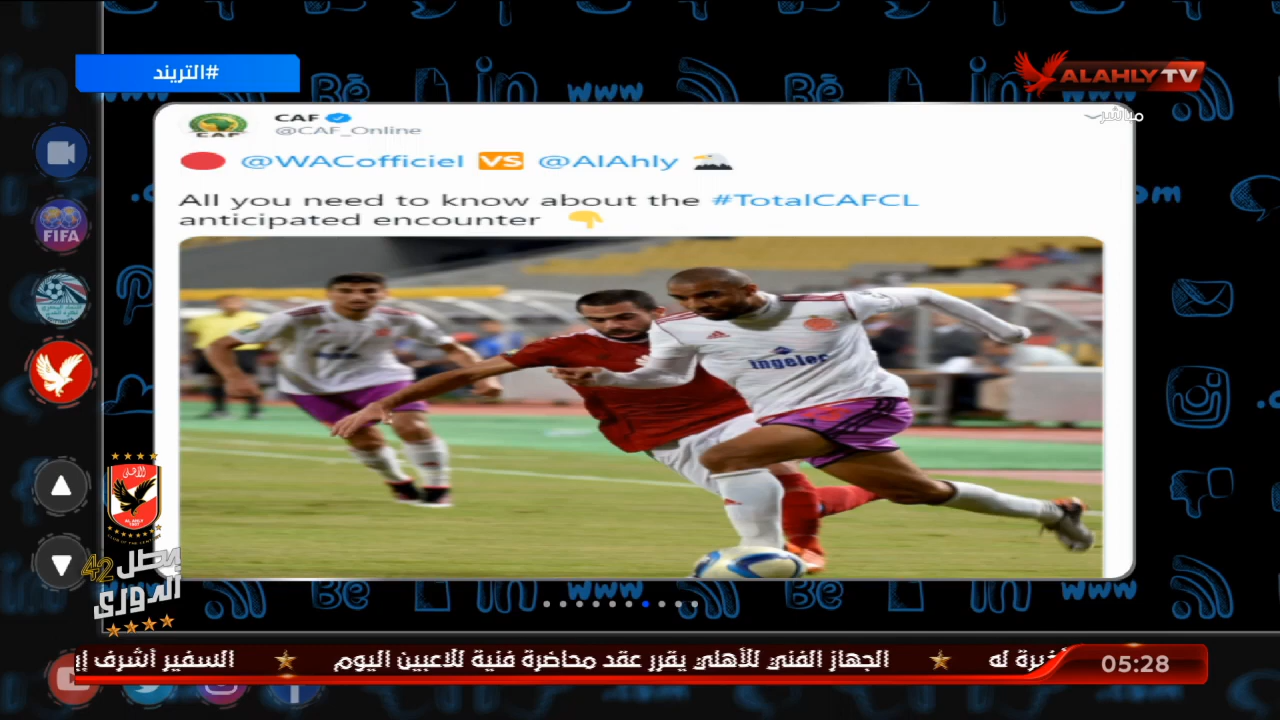 #التريند
ALAHLY TV
مباشر
CAF
@CAF_Online
@WACofficiel VS @AlAhly
All you need to know about the #TotalCAFCL
anticipated encounter
FIFA
ingelec
بطل
42
الدورى
الجهاز الفني للأهلي يقرر عقد محاضرة فنية للاعبين اليوم
السفير أشرف
05:28